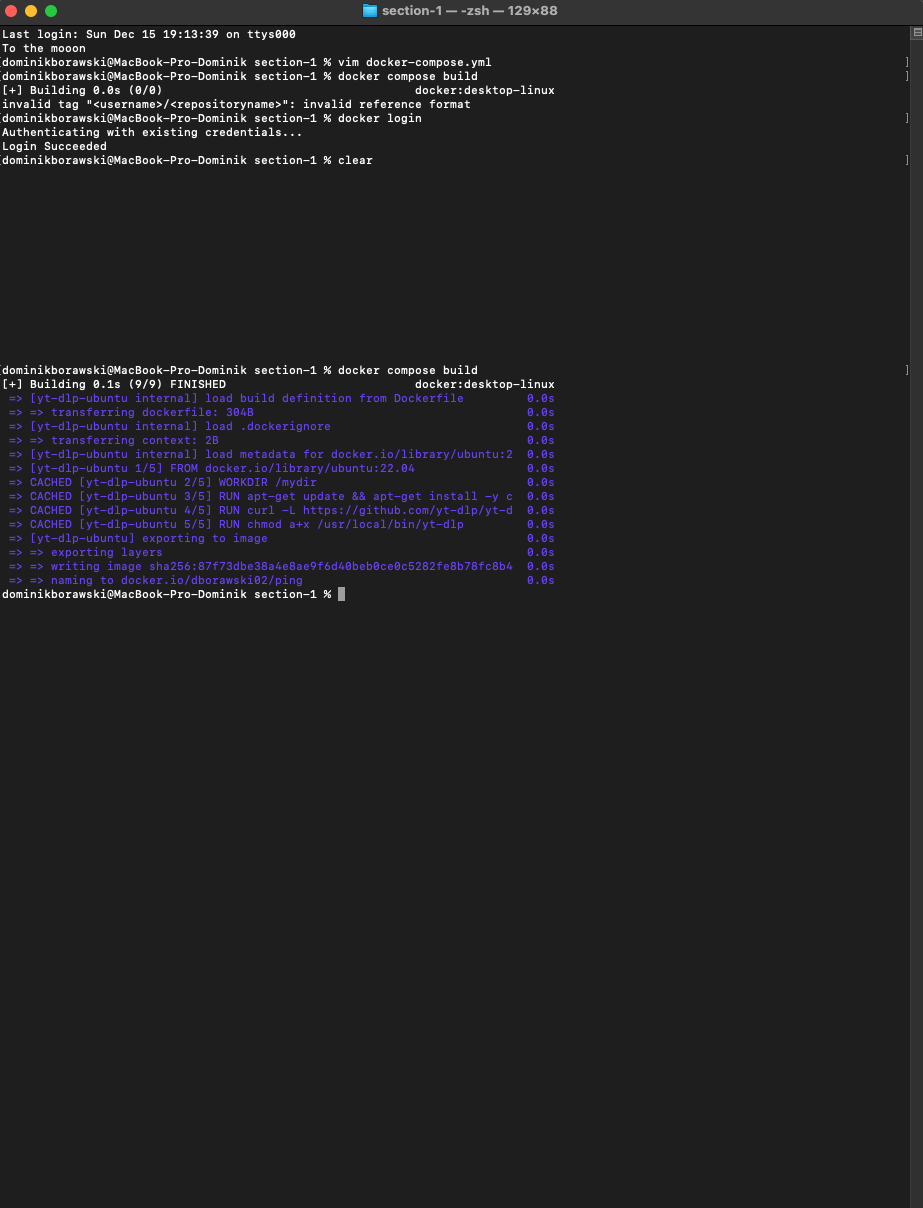 section-1 — -zsh — 129×88
Last login: Sun Dec 15 19:13:39 on ttys000
To the mooon
[dominikborawski@MacBook-Pro-Dominik section-1 % vim docker-compose.yml ]
[dominikborawski@MacBook-Pro-Dominik section-1 % docker compose build ]
[+] Building 0.0s (0/0) docker:desktop-linux
invalid tag "<username>/<repositoryname>": invalid reference format
[dominikborawski@MacBook-Pro-Dominik section-1 % docker login ]
Authenticating with existing credentials...
Login Succeeded
[dominikborawski@MacBook-Pro-Dominik section-1 % clear ]
[dominikborawski@MacBook-Pro-Dominik section-1 % docker compose build ]
[+] Building 0.1s (9/9) FINISHED docker:desktop-linux
=> [yt-dlp-ubuntu internal] load build definition from Dockerfile 0.0s
=> => transferring dockerfile: 304B 0.0s
=> [yt-dlp-ubuntu internal] load .dockerignore 0.0s
=> => transferring context: 2B 0.0s
=> [yt-dlp-ubuntu internal] load metadata for docker.io/library/ubuntu:2 0.0s
=> [yt-dlp-ubuntu 1/5] FROM docker.io/library/ubuntu:22.04 0.0s
=> CACHED [yt-dlp-ubuntu 2/5] WORKDIR /mydir 0.0s
=> CACHED [yt-dlp-ubuntu 3/5] RUN apt-get update && apt-get install -y c 0.0s
=> CACHED [yt-dlp-ubuntu 4/5] RUN curl -L https://github.com/yt-dlp/yt-d 0.0s
=> CACHED [yt-dlp-ubuntu 5/5] RUN chmod a+x /usr/local/bin/yt-dlp 0.0s
=> [yt-dlp-ubuntu] exporting to image 0.0s
=> => exporting layers 0.0s
=> => writing image sha256:87f73dbe38a4e8ae9f6d40beb0ce0c5282fe8b78fc8b4 0.0s
=> => naming to docker.io/dborawski02/ping 0.0s
dominikborawski@MacBook-Pro-Dominik section-1 %